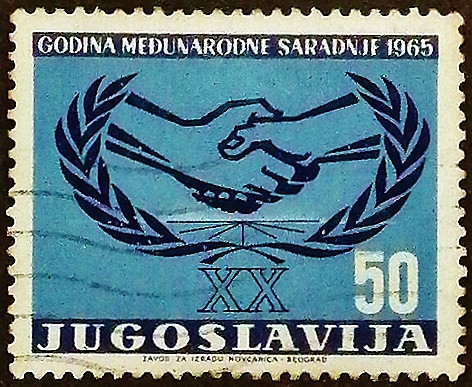 GODINA MEĐUNARODNE SARADNJE 1965
XX
50
JUGOSLAVIJA
ZAVOD ZA IZRADU NOVČANICA - BEOGRAD